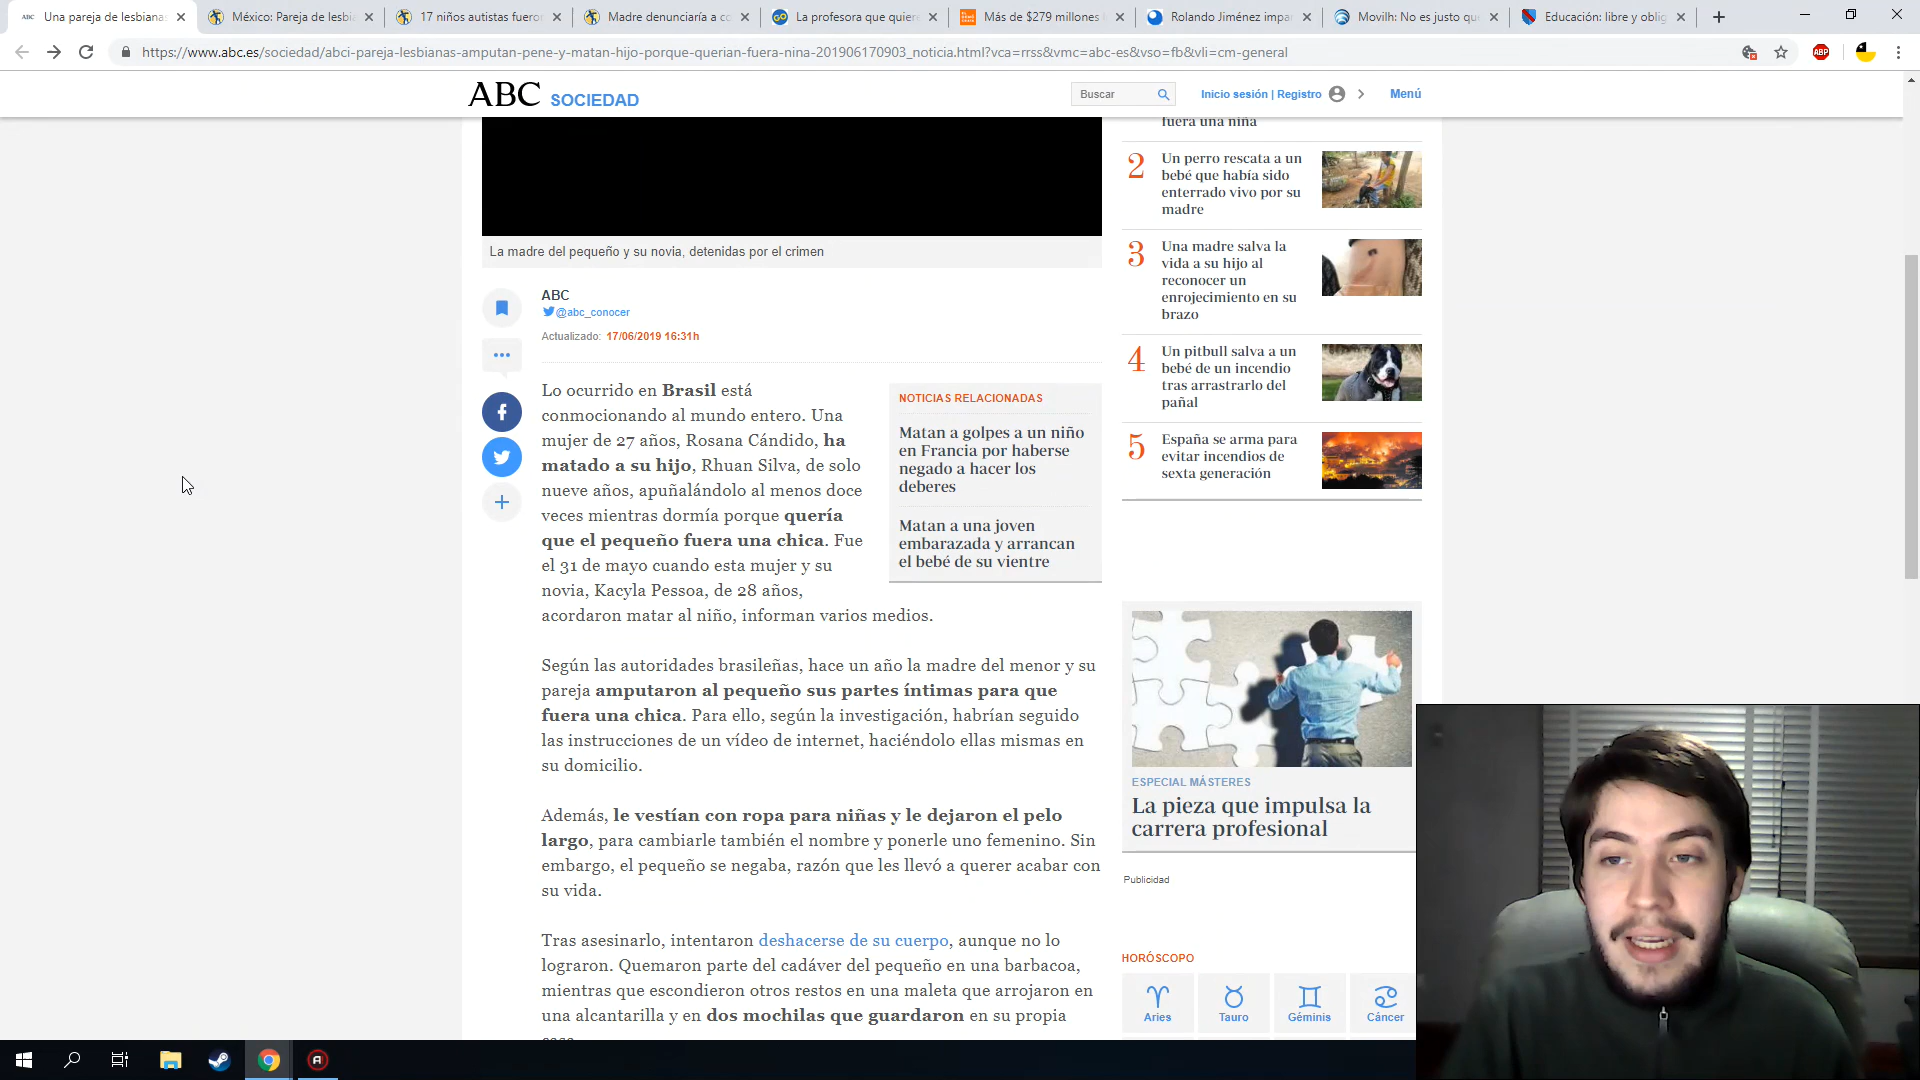 Una pareja de lesbiana
México: Pareja de lesbi
17 niños autistas fuero
Madre denunciaría a co
La profesora que quiere
Más de $279 millones
Rolando Jiménez impa
Movilh: No es justo qu
Educación: libre y oblig
https://www.abc.es/sociedad/abci-pareja-lesbianas-amputan-pene-y-matan-hijo-porque-querian-fuera-nina-201906170903_noticia.html?vca=rrss&vmc=abc-es&vso=fb&vli=cm-general
ABP
ABC SOCIEDAD
Buscar
Inicio sesión | Registro
Menú
La madre del pequeño y su novia, detenidas por el crimen
ABC
@abc_conocer
Actualizado: 17/06/2019 16:31h
Lo ocurrido en Brasil está
conmocionando al mundo entero. Una
mujer de 27 años, Rosana Cándido, ha
matado a su hijo, Rhuan Silva, de solo
nueve años, apuñalándolo al menos doce
veces mientras dormía porque quería
que el pequeño fuera una chica. Fue
el 31 de mayo cuando esta mujer y su
novia, Kacyla Pessoa, de 28 años,
acordaron matar al niño, informan varios medios.
Según las autoridades brasileñas, hace un año la madre del menor y su
pareja amputaron al pequeño sus partes íntimas para que
fuera una chica. Para ello, según la investigación, habrían seguido
las instrucciones de un vídeo de internet, haciéndolo ellas mismas en
su domicilio.
Además, le vestían con ropa para niñas y le dejaron el pelo
largo, para cambiarle también el nombre y ponerle uno femenino. Sin
embargo, el pequeño se negaba, razón que les llevó a querer acabar con
su vida.
Tras asesinarlo, intentaron deshacerse de su cuerpo, aunque no lo
lograron. Quemaron parte del cadáver del pequeño en una barbacoa,
mientras que escondieron otros restos en una maleta que arrojaron en
una alcantarilla y en dos mochilas que guardaron en su propia
NOTICIAS RELACIONADAS
Matan a golpes a un niño
en Francia por haberse
negado a hacer los
deberes
Matan a una joven
embarazada y arrancan
el bebé de su vientre
fuera una niña
2
Un perro rescata a un
bebé que había sido
enterrado vivo por su
madre
3
Una madre salva la
vida a su hijo al
reconocer un
enrojecimiento en su
brazo
4
Un pitbull salva a un
bebé de un incendio
tras arrastrarlo del
pañal
5
España se arma para
evitar incendios de
sexta generación
ESPECIAL MÁSTERES
La pieza que impulsa la
carrera profesional
Publicidad
HORÓSCOPO
Aries
Tauro
Géminis
Cáncer